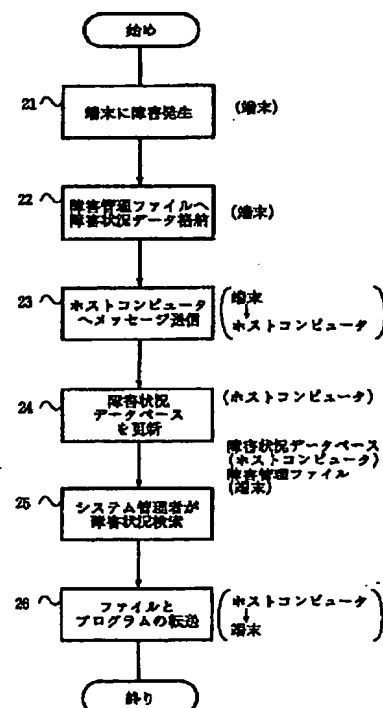 始め
21
端末に障害発生
(端末)
22
障害管理ファイルへ
障害状況データ格納
(端末)
23
ホストコンピュータ
へメッセージ送信
端末
↓
ホストコンピュータ
24
障害状況
データベース
を更新
(ホストコンピュータ)
障害状況データベース
(ホストコンピュータ)
障害管理ファイル
(端末)
25
システム管理者が
障害状況検索
26
ファイルと
プログラムの転送
ホストコンピュータ
↓
端末
終り